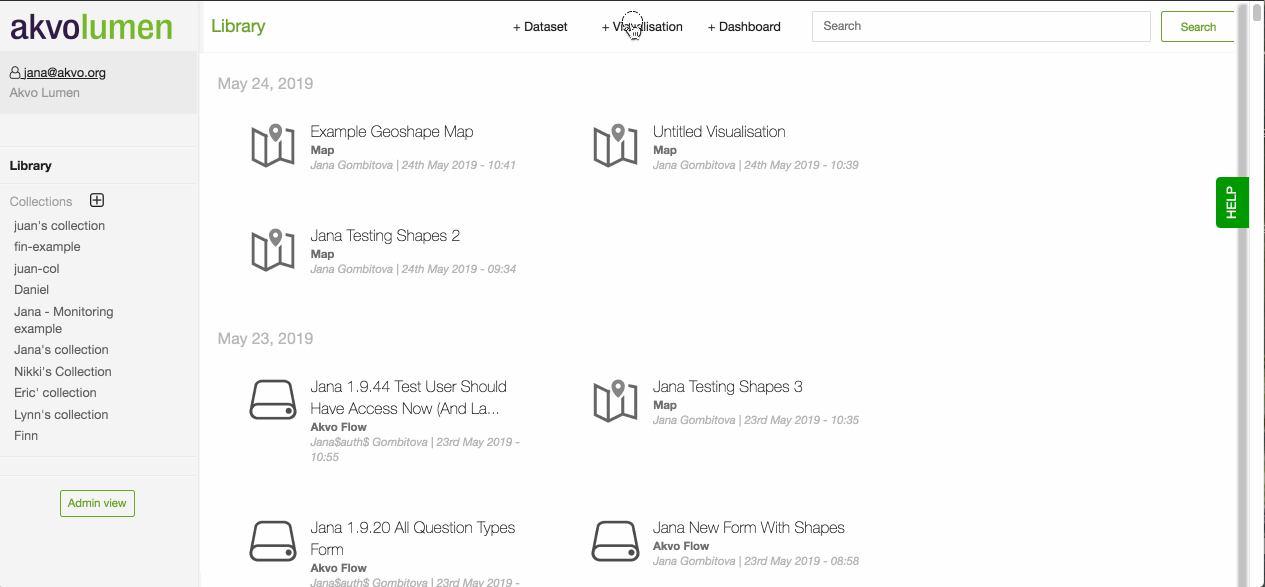 akvolumen
Library
+ Dataset
+ Visualisation
+ Dashboard
Search
Search
jana@akvo.org
Akvo Lumen
Library
Collections
juan's collection
fin-example
juan-col
Daniel
Jana - Monitoring
example
Jana's collection
Nikki's Collection
Eric' collection
Lynn's collection
Finn
Admin view
May 24, 2019
Example Geoshape Map
Map
Jana Gombitova | 24th May 2019 - 10:41
Untitled Visualisation
Map
Jana Gombitova | 24th May 2019 - 10:39
Jana Testing Shapes 2
Map
Jana Gombitova | 24th May 2019 - 09:34
May 23, 2019
Jana 1.9.44 Test User Should
Have Access Now (And La...
Akvo Flow
Jana$auth$ Gombitova | 23rd May 2019 -
10:55
Jana Testing Shapes 3
Map
Jana Gombitova | 23rd May 2019 - 10:35
Jana 1.9.20 All Question Types
Form
Akvo Flow
Jana$auth$ Gombitova | 23rd May 2019 -
Jana New Form With Shapes
Akvo Flow
Jana Gombitova | 23rd May 2019 - 08:58
HELP